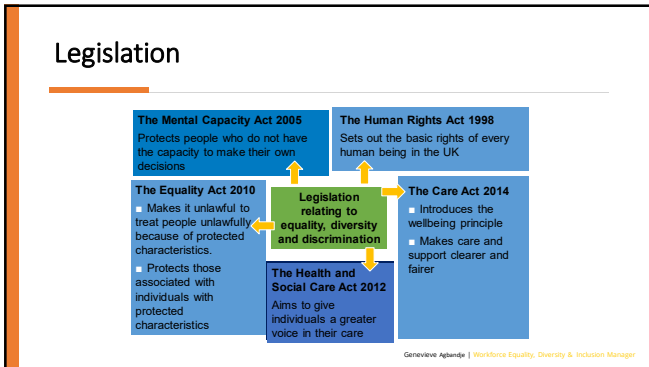 Legislation
The Mental Capacity Act 2005
Protects people who do not have
the capacity to make their own
decisions
The Human Rights Act 1998
Sets out the basic rights of every
human being in the UK
The Equality Act 2010
■ Makes it unlawful to
treat people unlawfully
because of protected
characteristics.
■ Protects those
associated with
individuals with
protected
characteristics
Legislation
relating to
equality, diversity
and discrimination
The Care Act 2014
■ Introduces the
wellbeing principle
■ Makes care and
support clearer and
fairer
The Health and
Social Care Act 2012
Aims to give
individuals a greater
voice in their care
Genevieve Agbandje | Workforce Equality, Diversity & Inclusion Manager